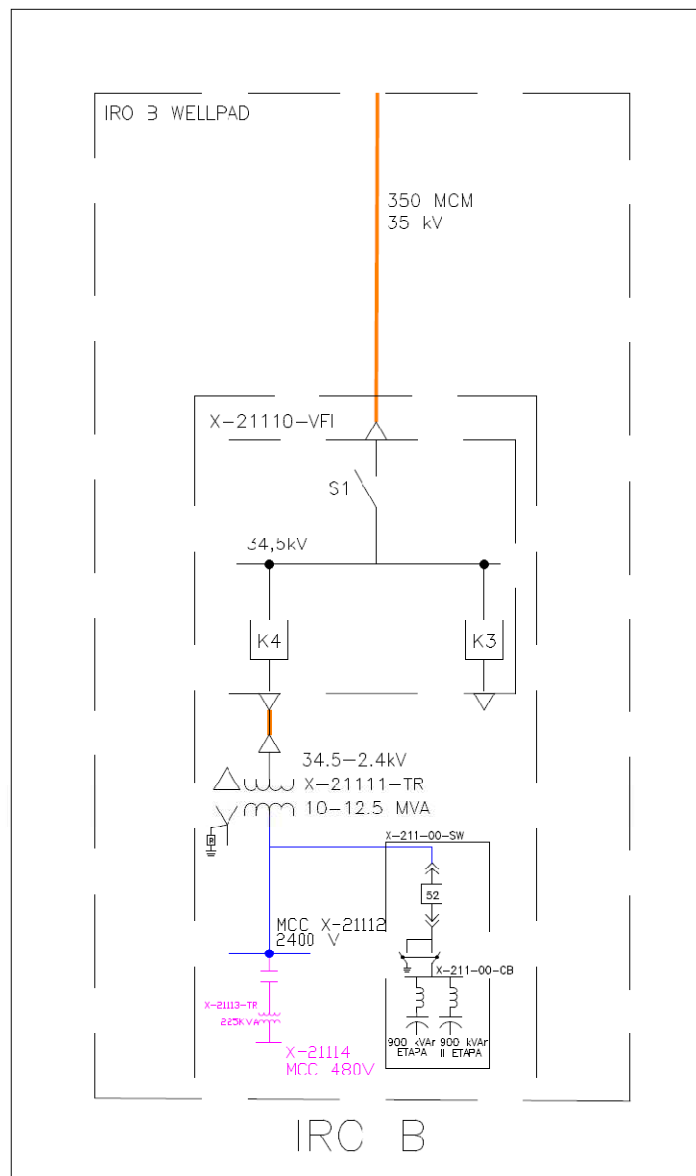 IRO B WELLPAD
350 MCM
35 kV
X-21110-VFI
S1
34,5kV
K4
K3
34.5-2.4kV
X-21111-TR
10-12.5 MVA
R
X-211-00-SW
52
MCC X-21112
2400 V
X-211-00-CB
X-21113-TR
225KVA
900 kVAr
ETAPA
900 kVAr
II ETAPA
X-21114
MCC 480V
IRO B